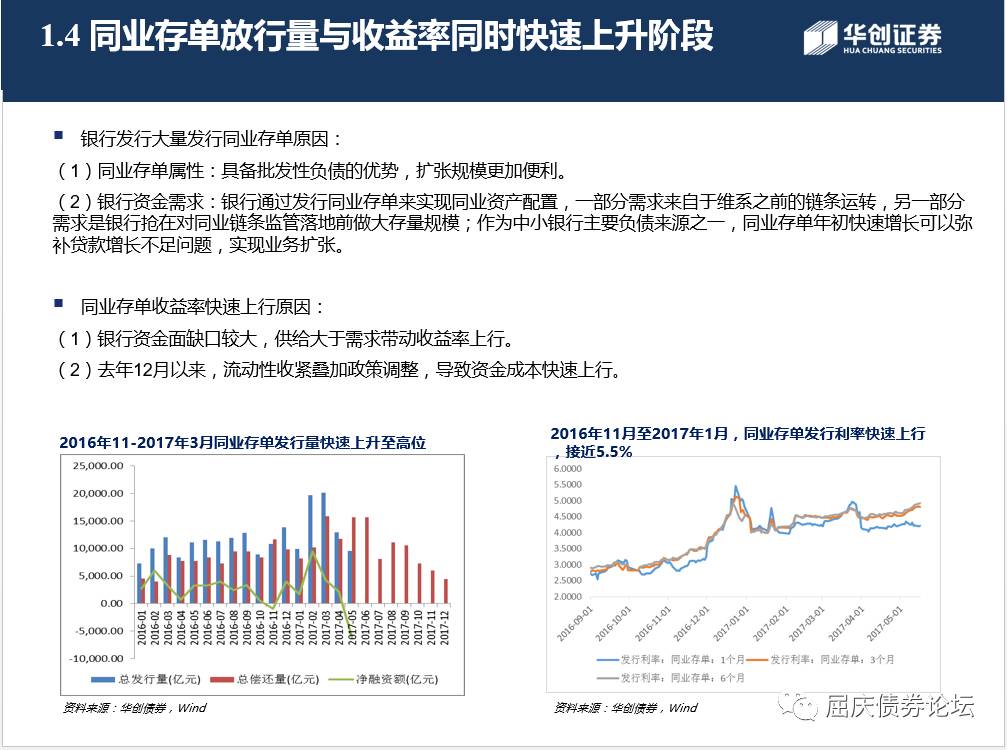 1.4 同业存单放行量与收益率同时快速上升阶段
华创证券
HUA CHUANG SECURITIES
■ 银行发行大量发行同业存单原因：
（1）同业存单属性：具备批发性负债的优势，扩张规模更加便利。
（2）银行资金需求：银行通过发行同业存单来实现同业资产配置，一部分需求来自于维系之前的链条运转，另一部分
需求是银行抢在对同业链条监管落地前做大存量规模；作为中小银行主要负债来源之一，同业存单年初快速增长可以弥
补贷款增长不足问题，实现业务扩张。
■ 同业存单收益率快速上行原因：
（1）银行资金面缺口较大，供给大于需求带动收益率上行。
（2）去年12月以来，流动性收紧叠加政策调整，导致资金成本快速上行。
2016年11-2017年3月同业存单发行量快速上升至高位
25,000.00
20,000.00
15,000.00
10,000.00
5,000.00
0.00
-5,000.00
-10,000.00
2016-01
2016-02
2016-03
2016-04
2016-05
2016-06
2016-07
2016-08
2016-09
2016-10
2016-11
2016-12
2017-01
2017-02
2017-03
2017-04
2017-05
2017-06
2017-07
2017-08
2017-09
2017-10
2017-11
2017-12
总发行量(亿元) 总偿还量(亿元) 净融资额(亿元)
资料来源：华创债券，Wind
2016年11月至2017年1月，同业存单发行利率快速上行
，接近5.5%
6.0000
5.5000
5.0000
4.5000
4.0000
3.5000
3.0000
2.5000
2.0000
2016-09-01
2016-10-01
2016-11-01
2016-12-01
2017-01-01
2017-02-01
2017-03-01
2017-04-01
2017-05-01
发行利率：同业存单：1个月 发行利率：同业存单：3个月
发行利率：同业存单：6个月
资料来源：华创债券，Wind
屈庆债券论坛